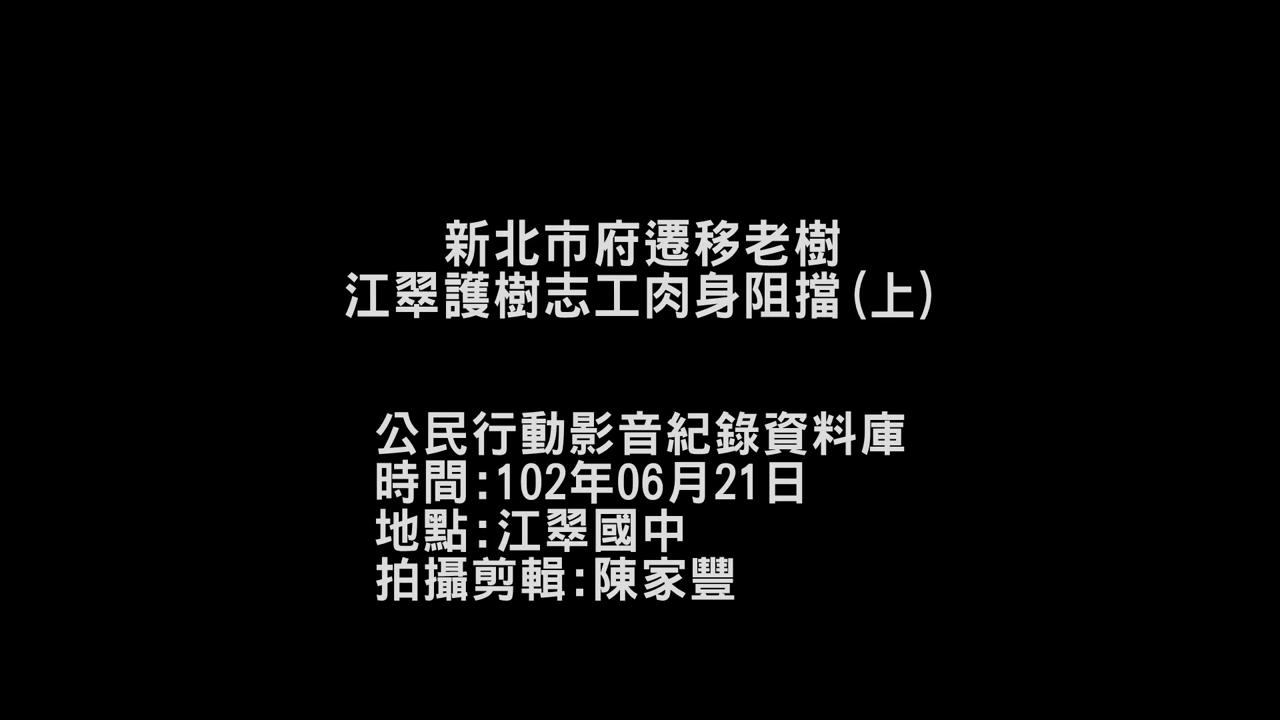 新北市府遷移老樹
江翠護樹志工肉身阻擋(上)
公民行動影音紀錄資料庫
時間:102年06月21日
地點:江翠國中
拍攝剪輯:陳家豐